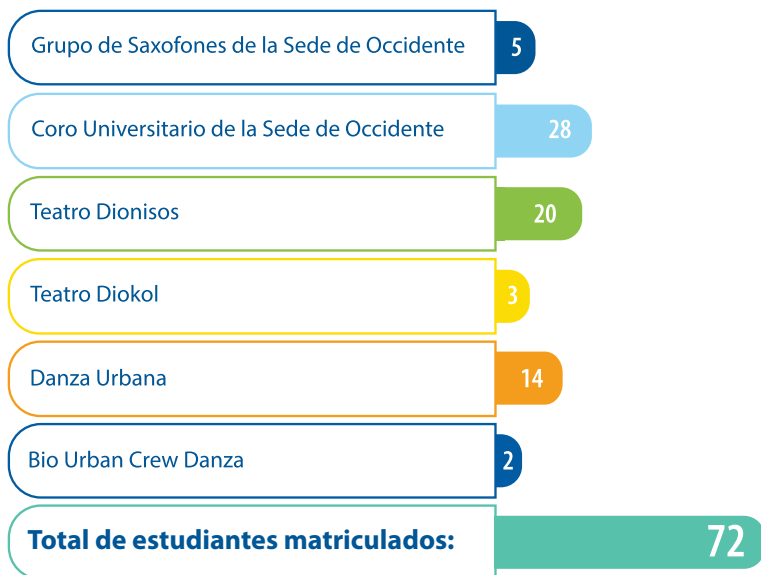 Grupo de Saxofones de la Sede de Occidente 5
Coro Universitario de la Sede de Occidente 28
Teatro Dionisos 20
Teatro Diokol 3
Danza Urbana 14
Bio Urban Crew Danza 2
Total de estudiantes matriculados: 72